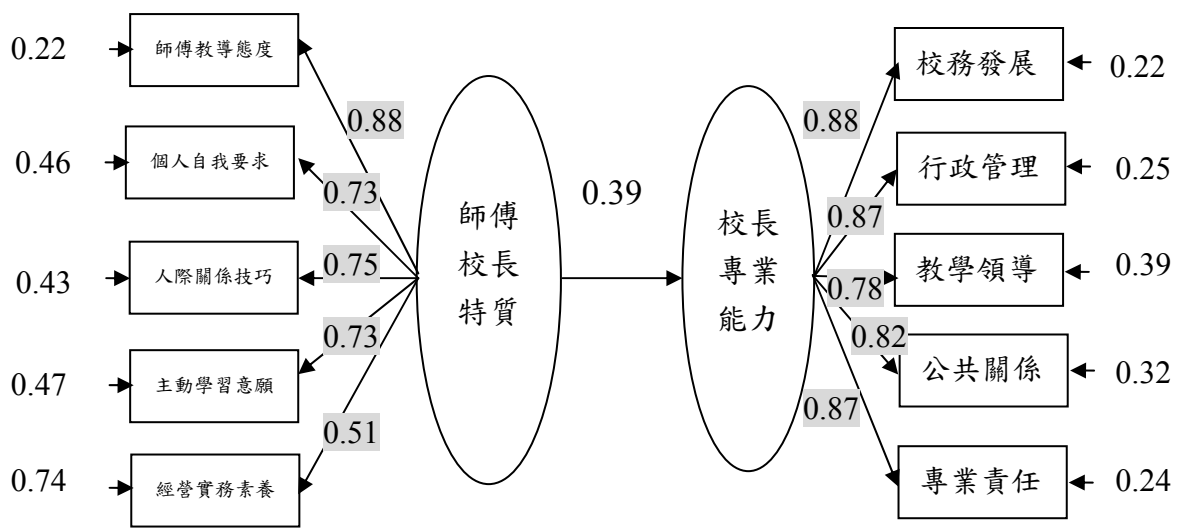 0.22
師傅教導態度
0.46
個人自我要求
0.43
人際關係技巧
0.47
主動學習意願
0.74
經營實務素養
0.88
0.73
0.75
0.73
0.51
師傅
校長
特質
0.39
校長
專業
能力
0.88
0.87
0.78
0.82
0.87
校務發展
0.22
行政管理
0.25
教學領導
0.39
公共關係
0.32
專業責任
0.24